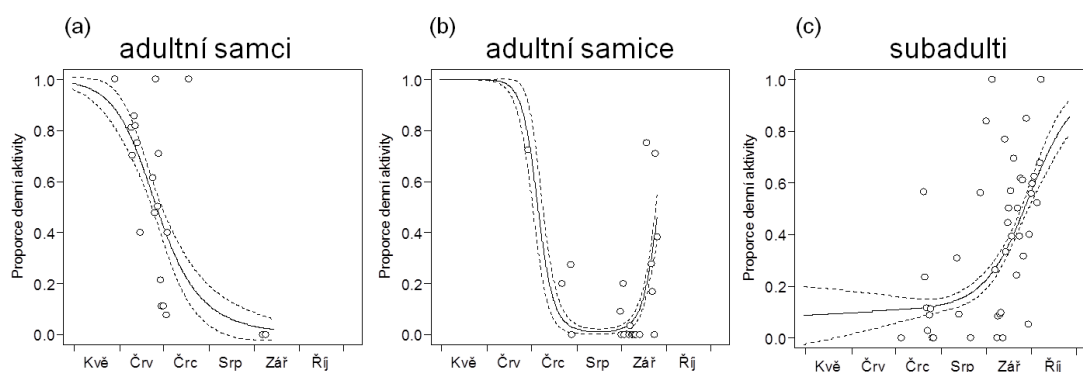 (a)
adultní samci
Proporce denní aktivity
1.0
0.8
0.6
0.4
0.2
0.0
Kvě Črv Črc Srp Zář Říj
(b)
adultní samice
Proporce denní aktivity
1.0
0.8
0.6
0.4
0.2
0.0
Kvě Črv Črc Srp Zář Říj
(c)
subadulti
Proporce denní aktivity
1.0
0.8
0.6
0.4
0.2
0.0
Kvě Črv Črc Srp Zář Říj